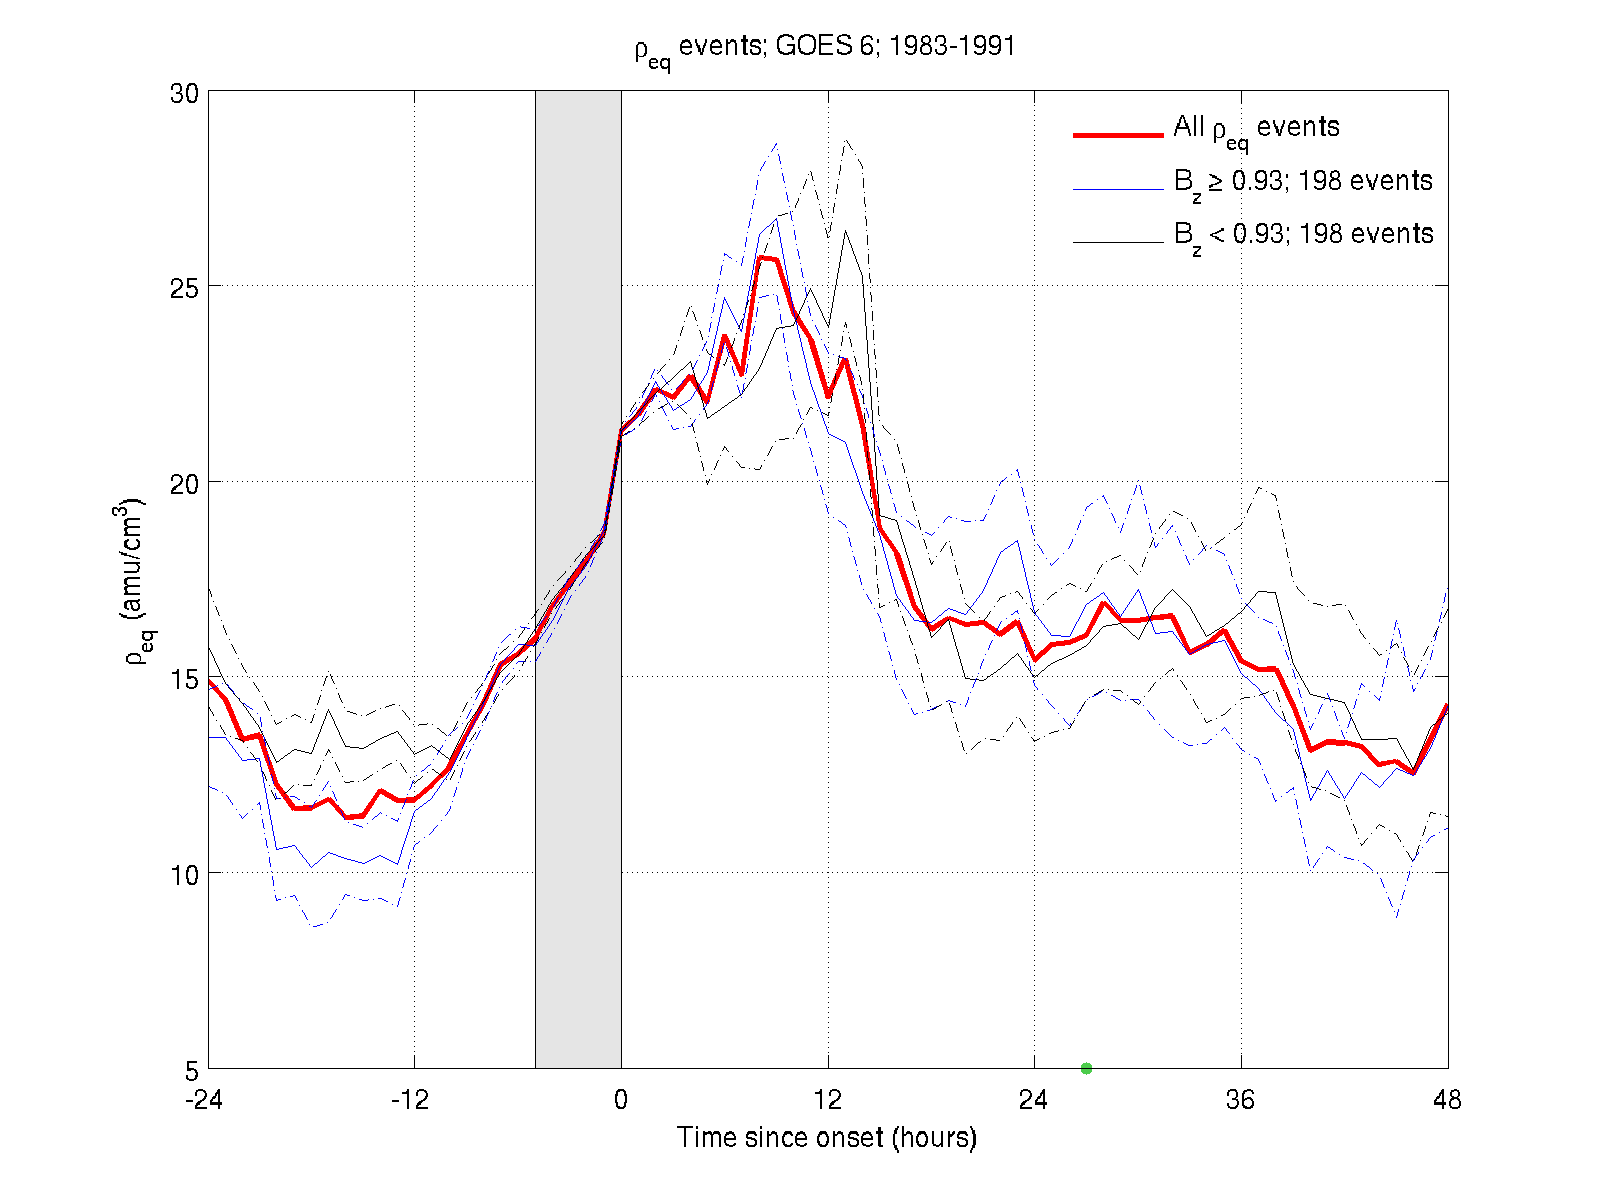 ρeq events; GOES 6; 1983-1991
30
25
20
15
10
5
ρeq (amu/cm³)
All ρeq events
Bz ≥ 0.93; 198 events
Bz < 0.93; 198 events
-24 -12 0 12 24 36 48
Time since onset (hours)